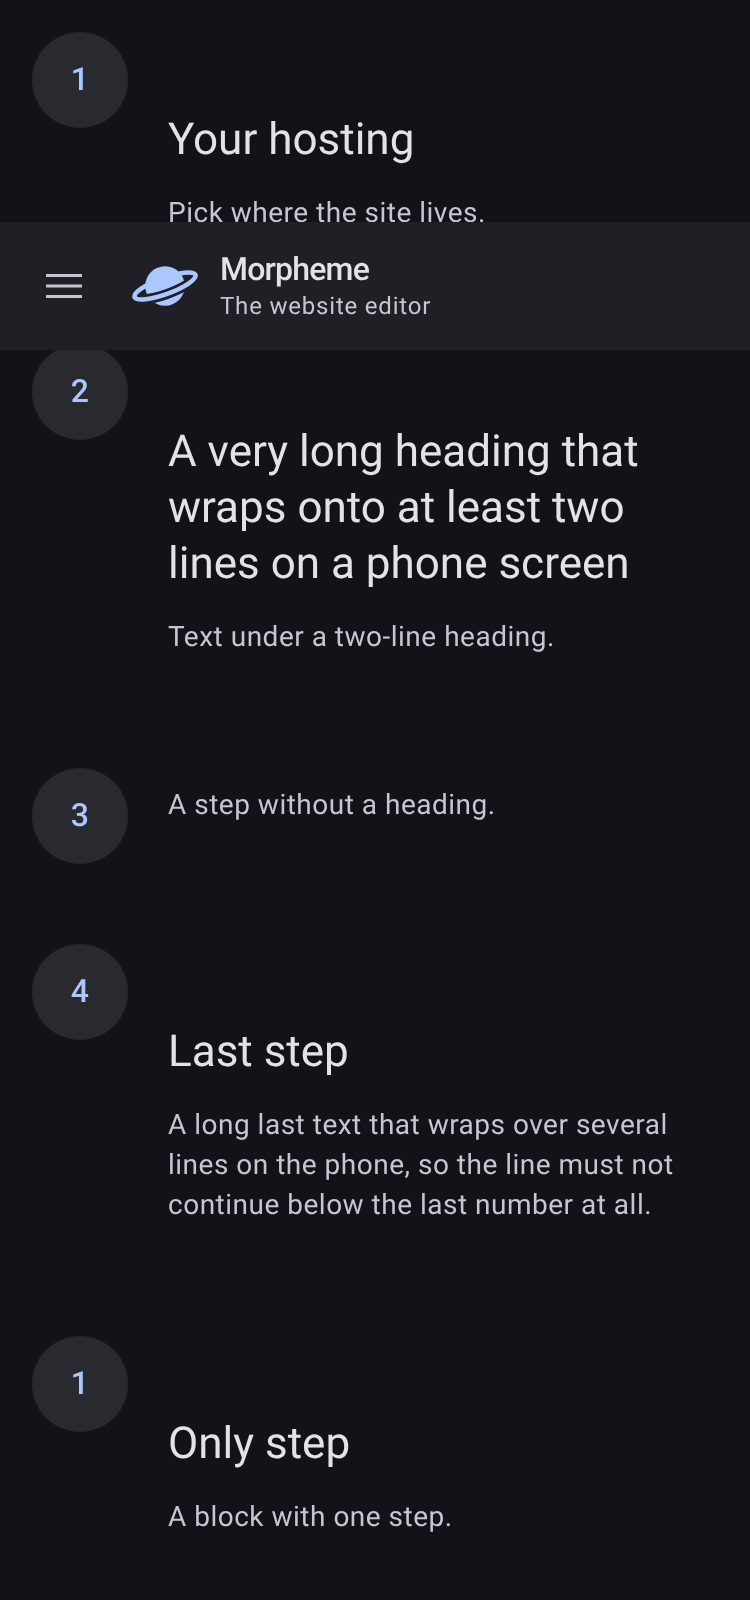 1
Your hosting
Pick where the site lives.
Morpheme
The website editor
2
A very long heading that
wraps onto at least two
lines on a phone screen
Text under a two-line heading.
3
A step without a heading.
4
Last step
A long last text that wraps over several
lines on the phone, so the line must not
continue below the last number at all.
1
Only step
A block with one step.